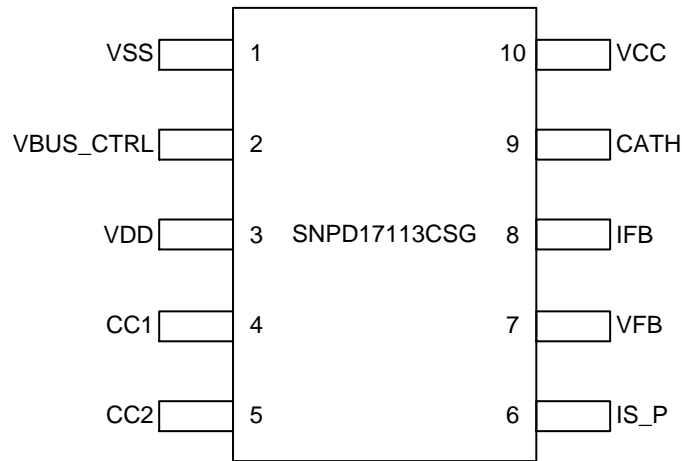 VSS 1 10 VCC
VBUS_CTRL 2 9 CATH
VDD 3 SNPD17113CSG 8 IFB
CC1 4 7 VFB
CC2 5 6 IS_P